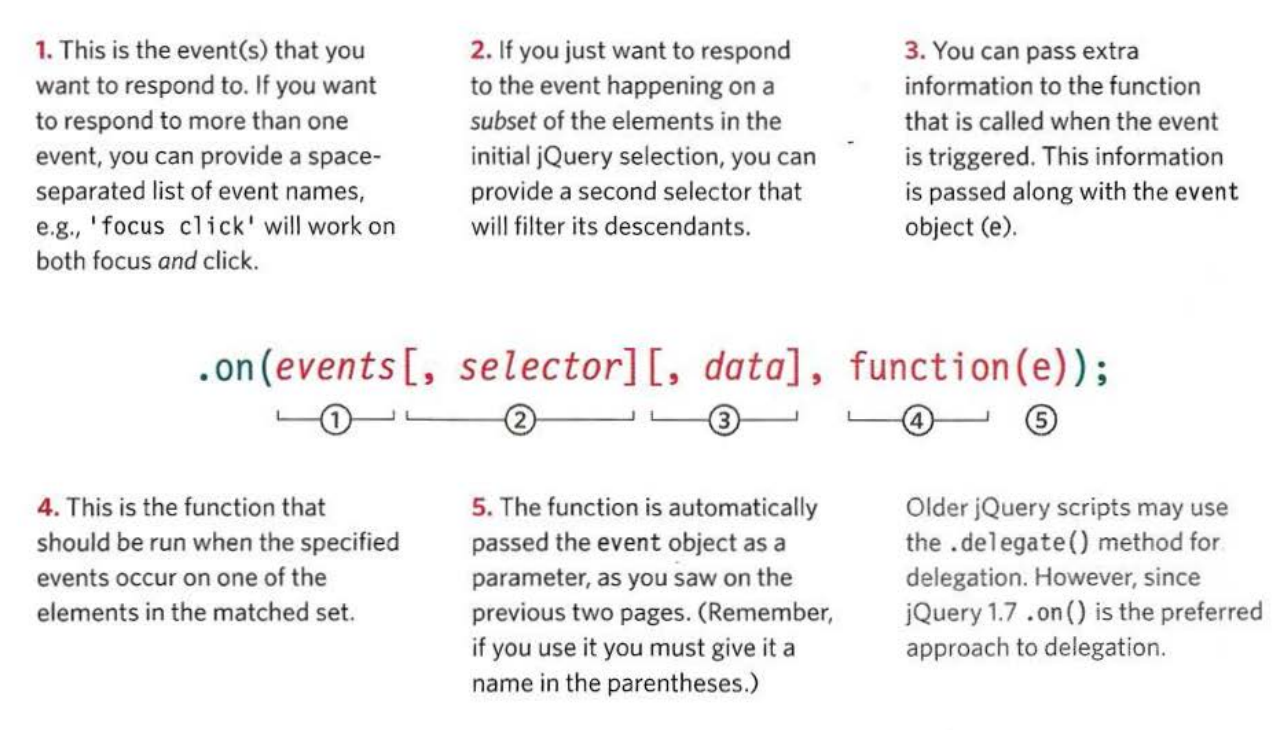 1. This is the event(s) that you
want to respond to. If you want
to respond to more than one
event, you can provide a space-
separated list of event names,
e.g., 'focus click' will work on
both focus and click.
2. If you just want to respond
to the event happening on a
subset of the elements in the
initial jQuery selection, you can
provide a second selector that
will filter its descendants.
3. You can pass extra
information to the function
that is called when the event
is triggered. This information
is passed along with the event
object (e).
.on(events[, selector][, data], function(e));
1 2 3 4 5
4. This is the function that
should be run when the specified
events occur on one of the
elements in the matched set.
5. The function is automatically
passed the event object as a
parameter, as you saw on the
previous two pages. (Remember,
if you use it you must give it a
name in the parentheses.)
Older jQuery scripts may use
the .delegate() method for
delegation. However, since
jQuery 1.7 .on() is the preferred
approach to delegation.